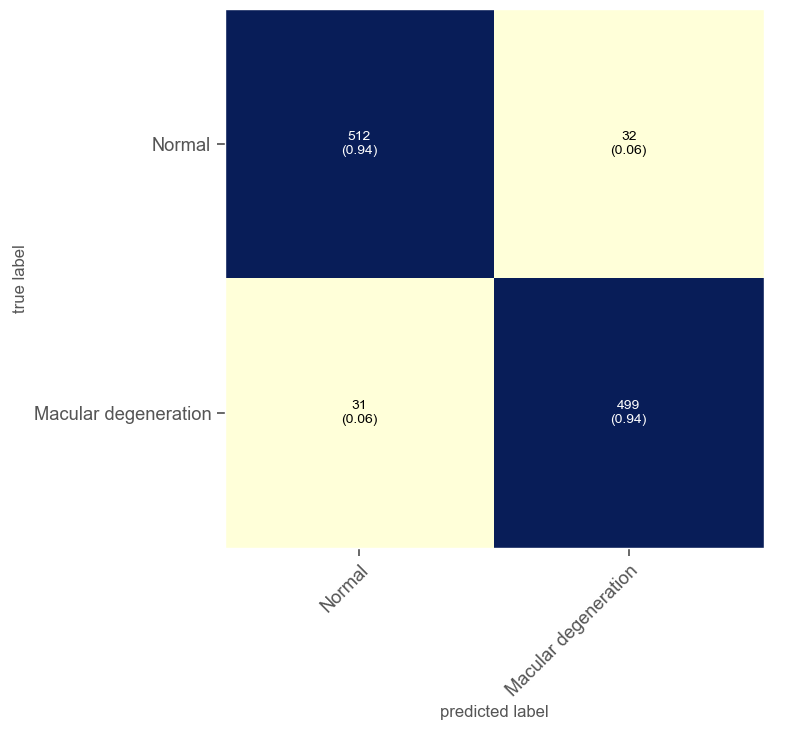 true label
Normal
512
(0.94)
32
(0.06)
Macular degeneration
31
(0.06)
499
(0.94)
Normal
Macular degeneration
predicted label